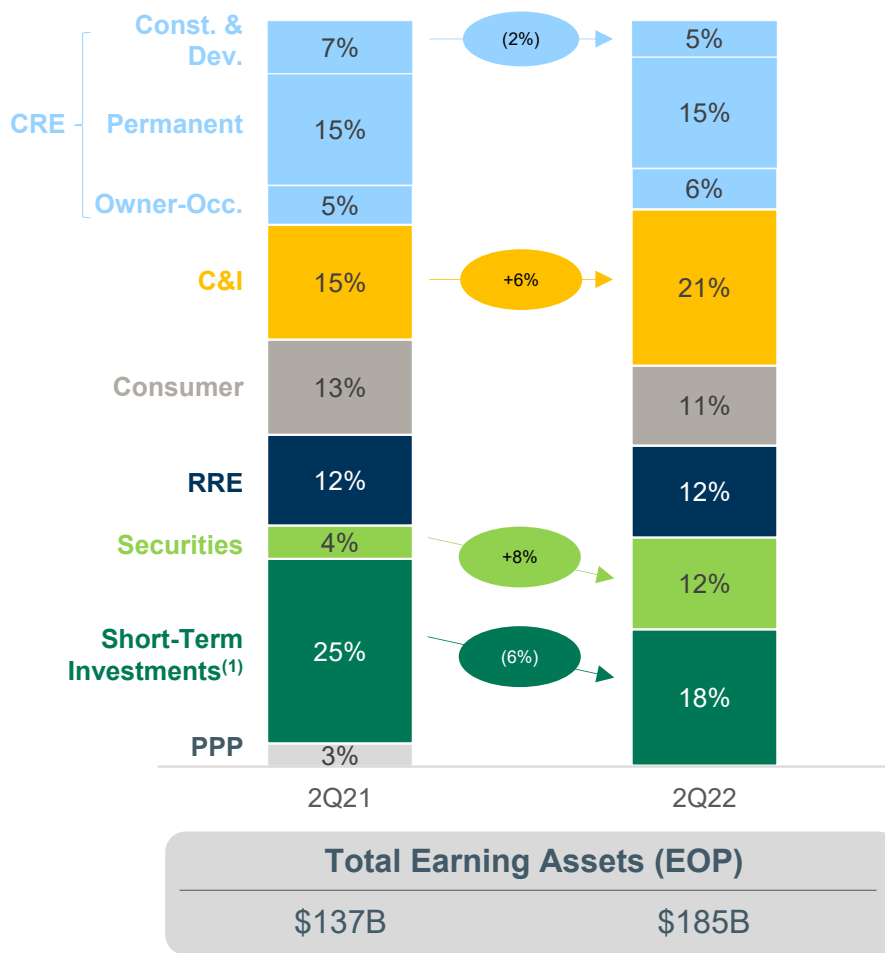 Const. &
Dev.
7%
(2%)
5%
CRE
Permanent
15%
15%
Owner-Occ.
5%
6%
C&I
15%
+6%
21%
Consumer
13%
11%
RRE
12%
12%
Securities
4%
+8%
12%
Short-Term
Investments(1)
25%
(6%)
18%
PPP
3%
2Q21
2Q22
Total Earning Assets (EOP)
$137B
$185B